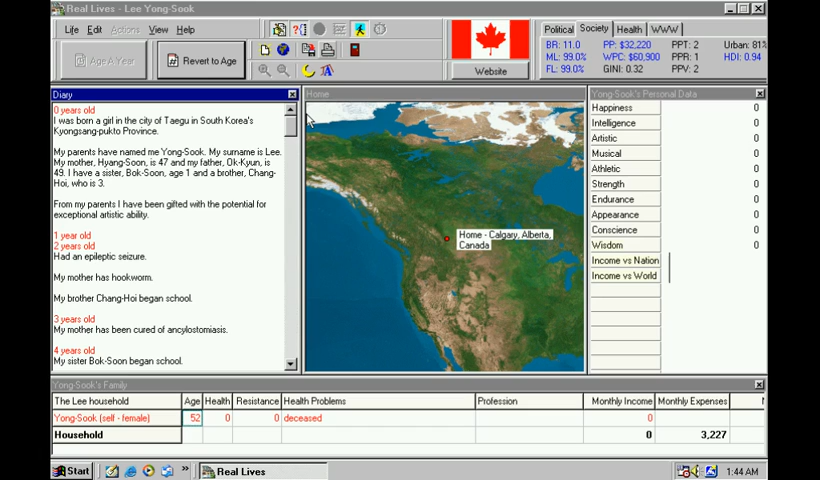 Real Lives - Lee Yong-Sook
Life Edit Actions View Help
Age A Year
Revert to Age
Website
Political Society Health WWW
BR: 11.0 PP: $32,220 PPT: 2 Urban: 81%
ML: 99.0% WPC: $60,900 PPR: 1 HDI: 0.94
FL: 99.0% GINI: 0.32 PPV: 2
Diary
0 years old
I was born a girl in the city of Taegu in South Korea's
Kyongsang-pukto Province.
My parents have named me Yong-Sook. My surname is Lee.
My mother, Hyang-Soon, is 47 and my father, Ok-Kyun, is
49. I have a sister, Bok-Soon, age 1 and a brother, Chang-
Hoi, who is 3.
From my parents I have been gifted with the potential for
exceptional artistic ability.
1 year old
2 years old
Had an epileptic seizure.
My mother has hookworm.
My brother Chang-Hoi began school.
3 years old
My mother has been cured of ancylostomiasis.
4 years old
My sister Bok-Soon began school.
Home
Home - Calgary, Alberta,
Canada
Yong-Sook's Personal Data
Happiness 0
Intelligence 0
Artistic 0
Musical 0
Athletic 0
Strength 0
Endurance 0
Appearance 0
Conscience 0
Wisdom 0
Income vs Nation
Income vs World
Yong-Sook's Family
The Lee household Age Health Resistance Health Problems Profession Monthly Income Monthly Expenses
Yong-Sook (self - female) 52 0 0 deceased 0
Household 0 3,227
Start
Real Lives
1:44 AM